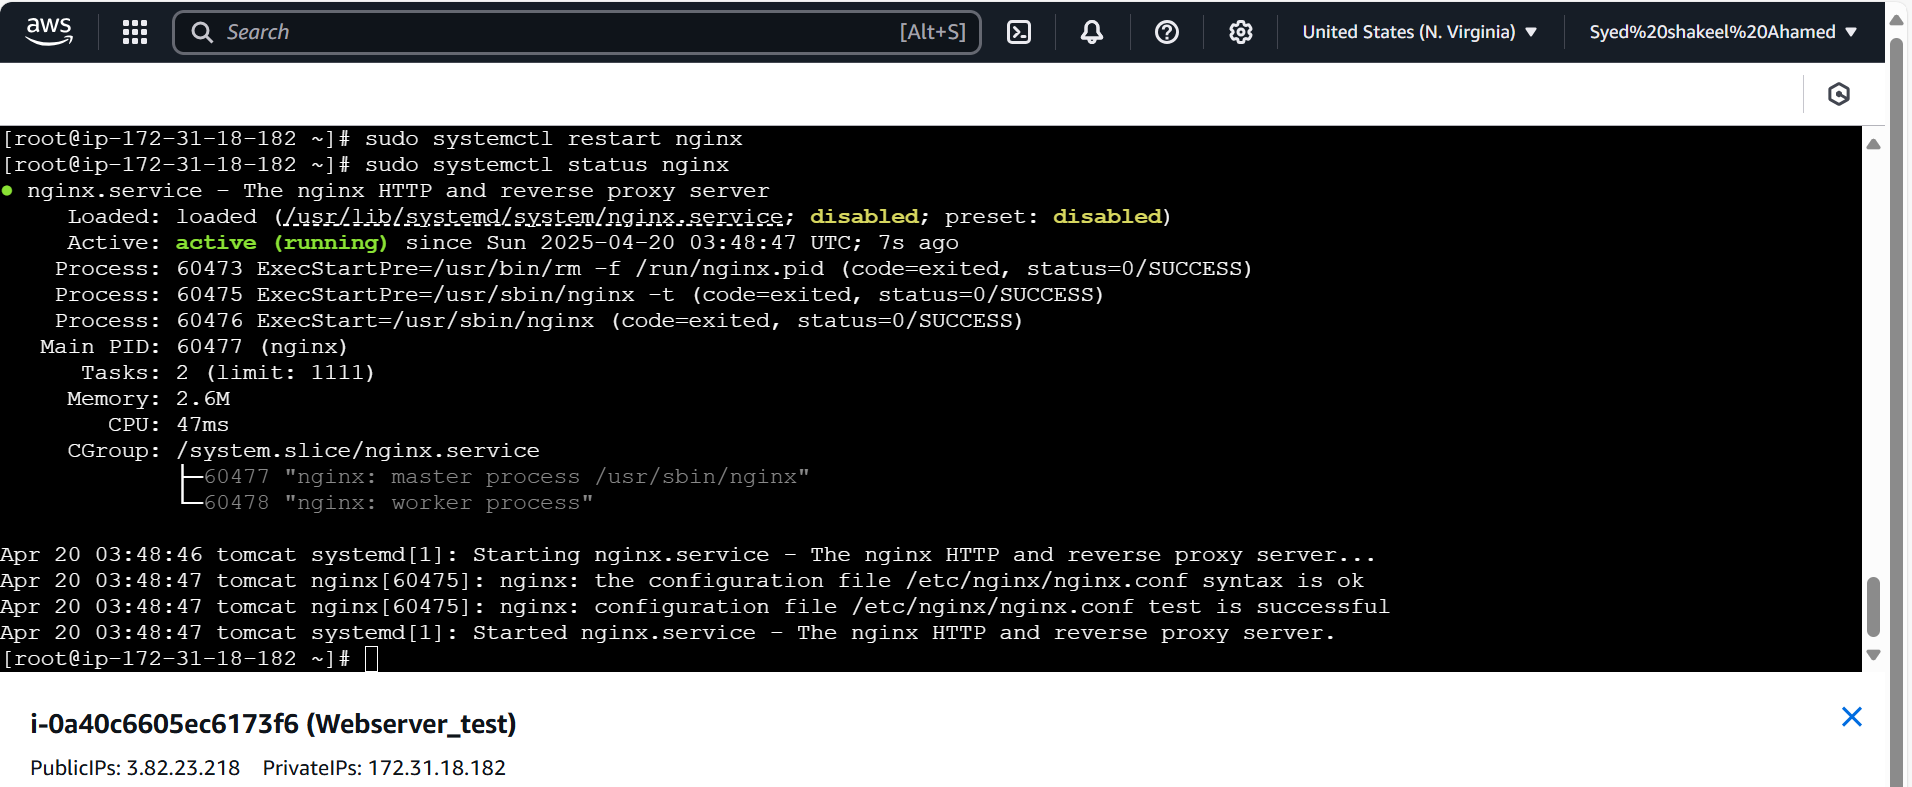 aws
Search [Alt+S]
United States (N. Virginia)
Syed%20shakeel%20Ahamed
[root@ip-172-31-18-182 ~]# sudo systemctl restart nginx
[root@ip-172-31-18-182 ~]# sudo systemctl status nginx
● nginx.service - The nginx HTTP and reverse proxy server
     Loaded: loaded (/usr/lib/systemd/system/nginx.service; disabled; preset: disabled)
     Active: active (running) since Sun 2025-04-20 03:48:47 UTC; 7s ago
    Process: 60473 ExecStartPre=/usr/bin/rm -f /run/nginx.pid (code=exited, status=0/SUCCESS)
    Process: 60475 ExecStartPre=/usr/sbin/nginx -t (code=exited, status=0/SUCCESS)
    Process: 60476 ExecStart=/usr/sbin/nginx (code=exited, status=0/SUCCESS)
   Main PID: 60477 (nginx)
      Tasks: 2 (limit: 1111)
     Memory: 2.6M
        CPU: 47ms
     CGroup: /system.slice/nginx.service
             ├─60477 "nginx: master process /usr/sbin/nginx"
             └─60478 "nginx: worker process"
Apr 20 03:48:46 tomcat systemd[1]: Starting nginx.service - The nginx HTTP and reverse proxy server...
Apr 20 03:48:47 tomcat nginx[60475]: nginx: the configuration file /etc/nginx/nginx.conf syntax is ok
Apr 20 03:48:47 tomcat nginx[60475]: nginx: configuration file /etc/nginx/nginx.conf test is successful
Apr 20 03:48:47 tomcat systemd[1]: Started nginx.service - The nginx HTTP and reverse proxy server.
[root@ip-172-31-18-182 ~]#
i-0a40c6605ec6173f6 (Webserver_test)
PublicIPs: 3.82.23.218 PrivateIPs: 172.31.18.182